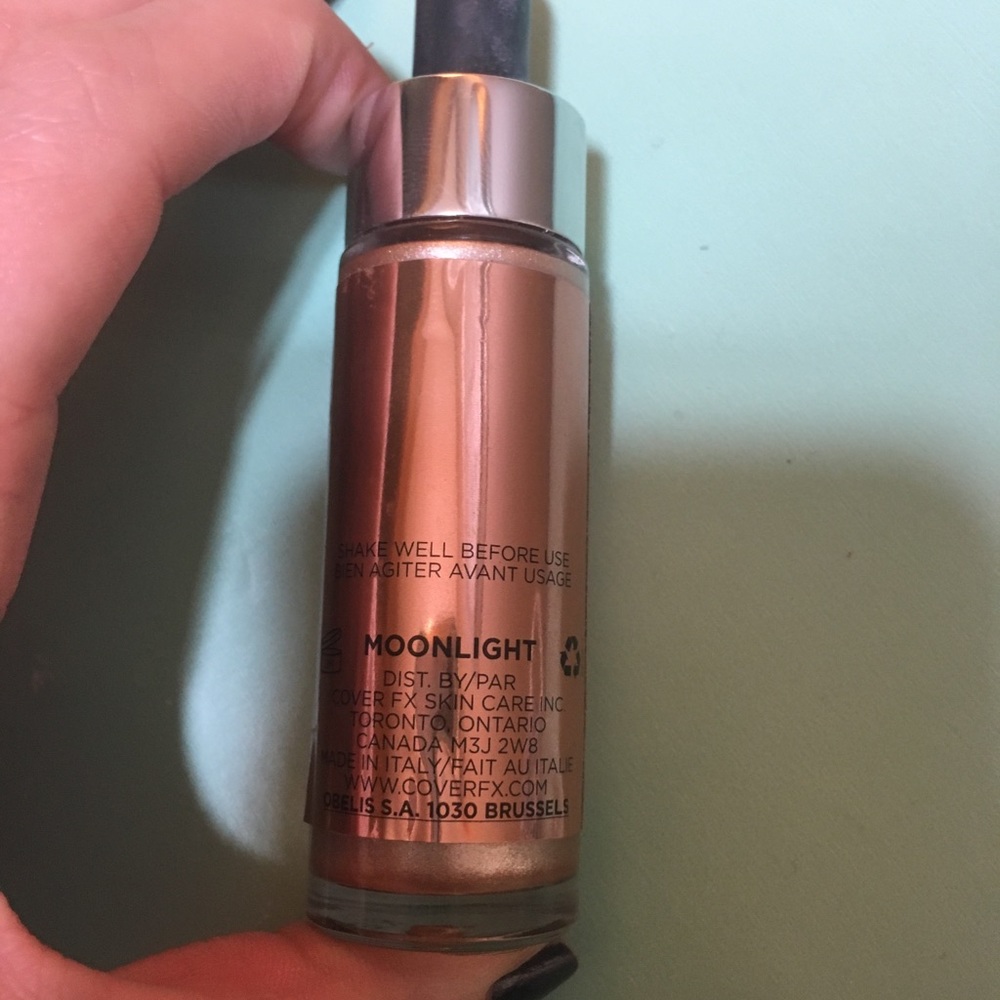 SHAKE WELL BEFORE USE
BIEN AGITER AVANT USAGE
MOONLIGHT
DIST. BY/PAR
COVER FX SKIN CARE INC.
TORONTO, ONTARIO
CANADA M3J 2W8
MADE IN ITALY/FAIT AU ITALIE
WWW.COVERFX.COM
OBELIS S.A. 1030 BRUSSELS